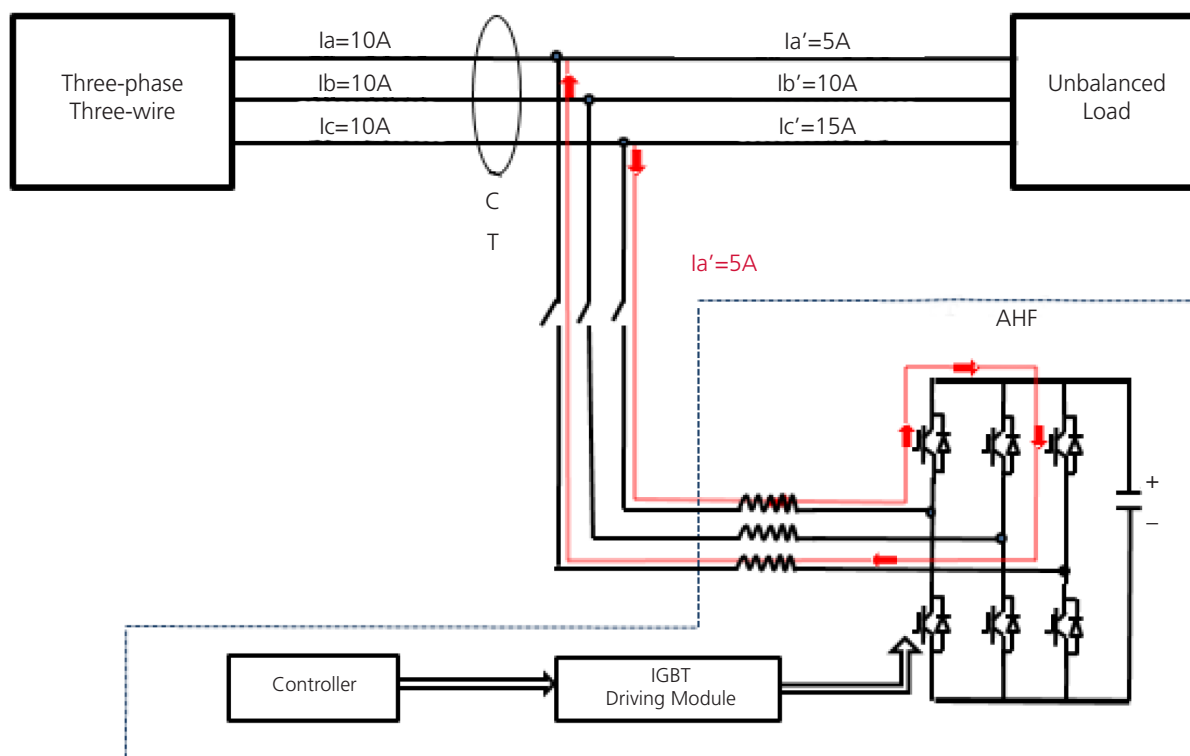 Three-phase
Three-wire
Ia=10A
Ib=10A
Ic=10A
C
T
Ia’=5A
Ib’=10A
Ic’=15A
Unbalanced
Load
Ia’=5A
AHF
+
–
Controller
IGBT
Driving Module